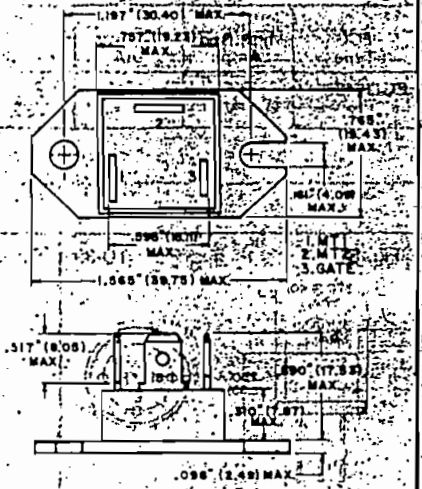 1.197" (30.40) MAX.
.757" (19.23)
MAX.
2
.765"
(19.43)
MAX.
1
3
.161" (4.09)
MAX.
MAX.
1. MT1
2. MT2
3. GATE
1.565" (39.75) MAX.
.317" (8.05)
MAX.
.690" (17.53)
MAX.
.310" (7.87)
MAX.
.098" (2.49) MAX.